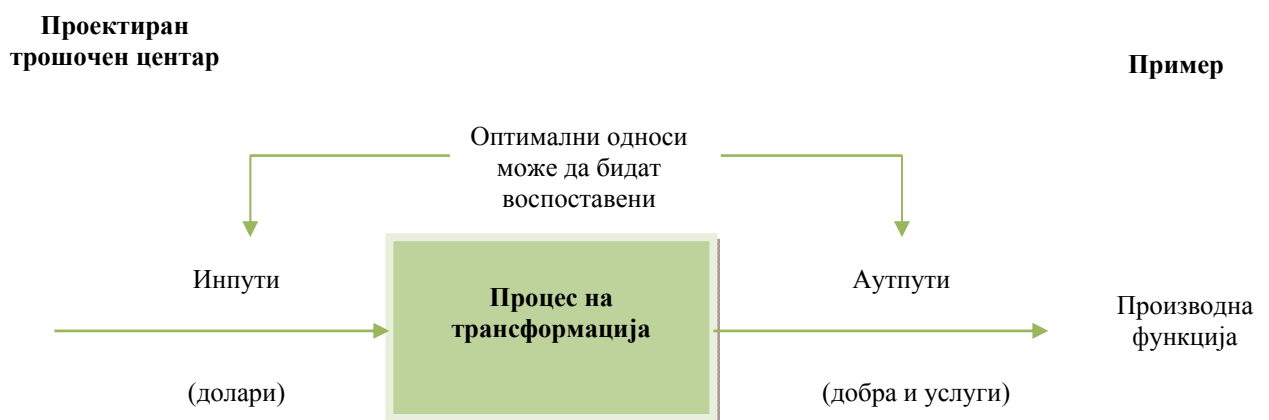 Проектиран
трошочен центар
Пример
Оптимални односи
може да бидат
воспоставени
Инпути
Аутпути
Процес на
трансформација
Производна
функција
(долари)
(добра и услуги)